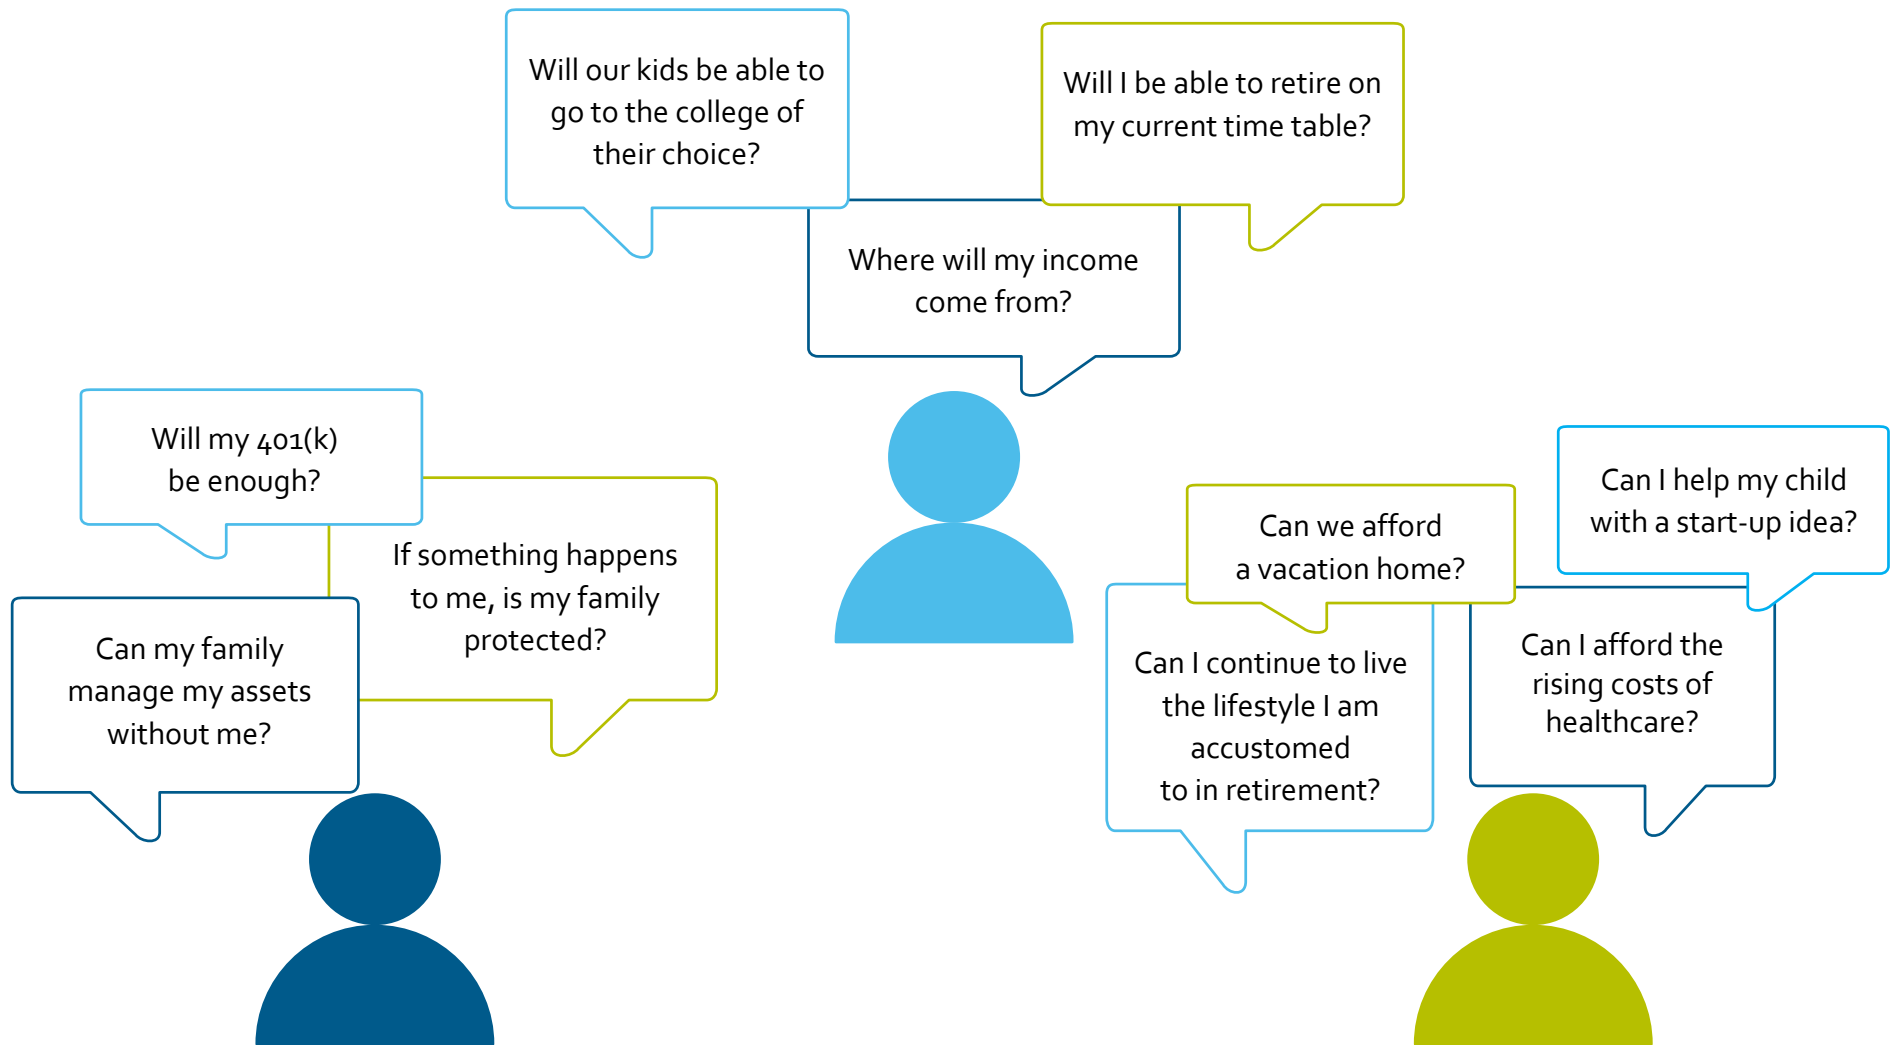 Will our kids be able to
go to the college of
their choice?
Will I be able to retire on
my current time table?
Where will my income
come from?
Will my 401(k)
be enough?
If something happens
to me, is my family
protected?
Can my family
manage my assets
without me?
Can we afford
a vacation home?
Can I help my child
with a start-up idea?
Can I continue to live
the lifestyle I am
accustomed
to in retirement?
Can I afford the
rising costs of
healthcare?